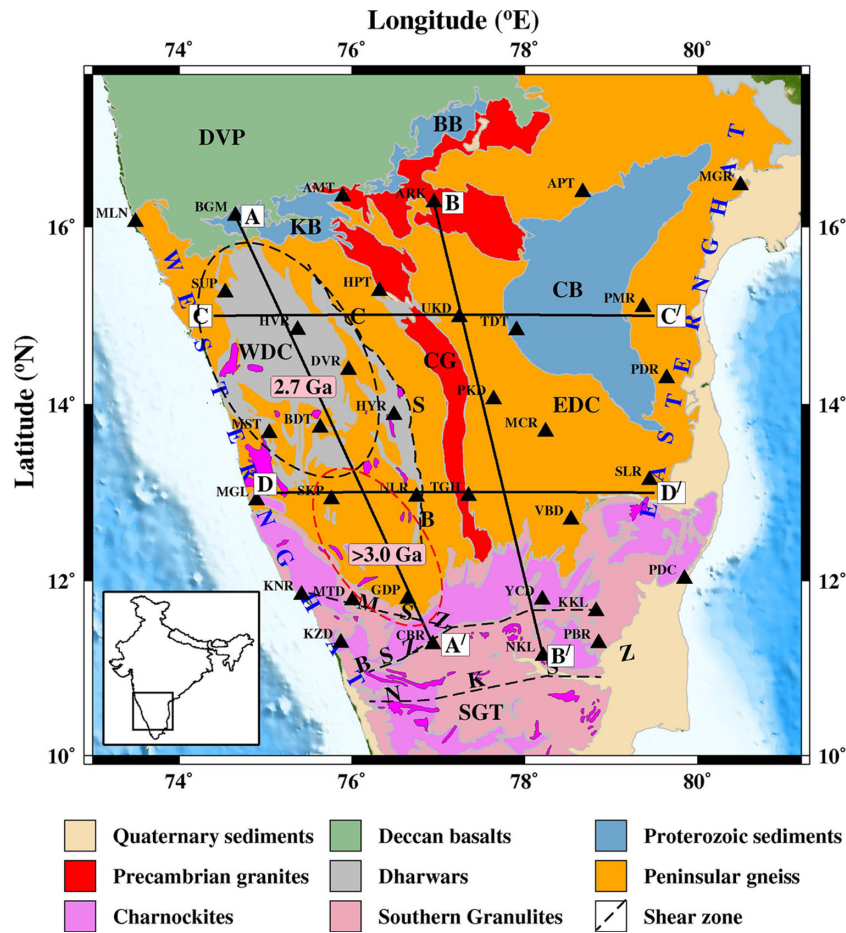 Longitude (ºE)
74˚ 76˚ 78˚ 80˚
Latitude (ºN)
16˚ 16˚
14˚ 14˚
12˚ 12˚
10˚ 10˚
74˚ 76˚ 78˚ 80˚
DVP
BB
AMT
ARK
APT
MGR
MLN
BGM
A
B
KB
CB
SUP
HPT
UKD
TDT
PMR
C
C
C/
HVR
WDC
DVR
CG
PDR
2.7 Ga
HYR
S
PKD
EDC
MST
BDT
MCR
D
MGL
SKP
NLR
TGH
SLR
D/
B
VBD
>3.0 Ga
KNR
MTD
GDP
YCD
KKL
PDC
M S Z
KZD
CBR
A/
NKL
B/
PBR
B S Z
N K S Z
SGT
WESTERN GHAT
EASTERN GHAT
Quaternary sediments
Deccan basalts
Proterozoic sediments
Precambrian granites
Dharwars
Peninsular gneiss
Charnockites
Southern Granulites
Shear zone